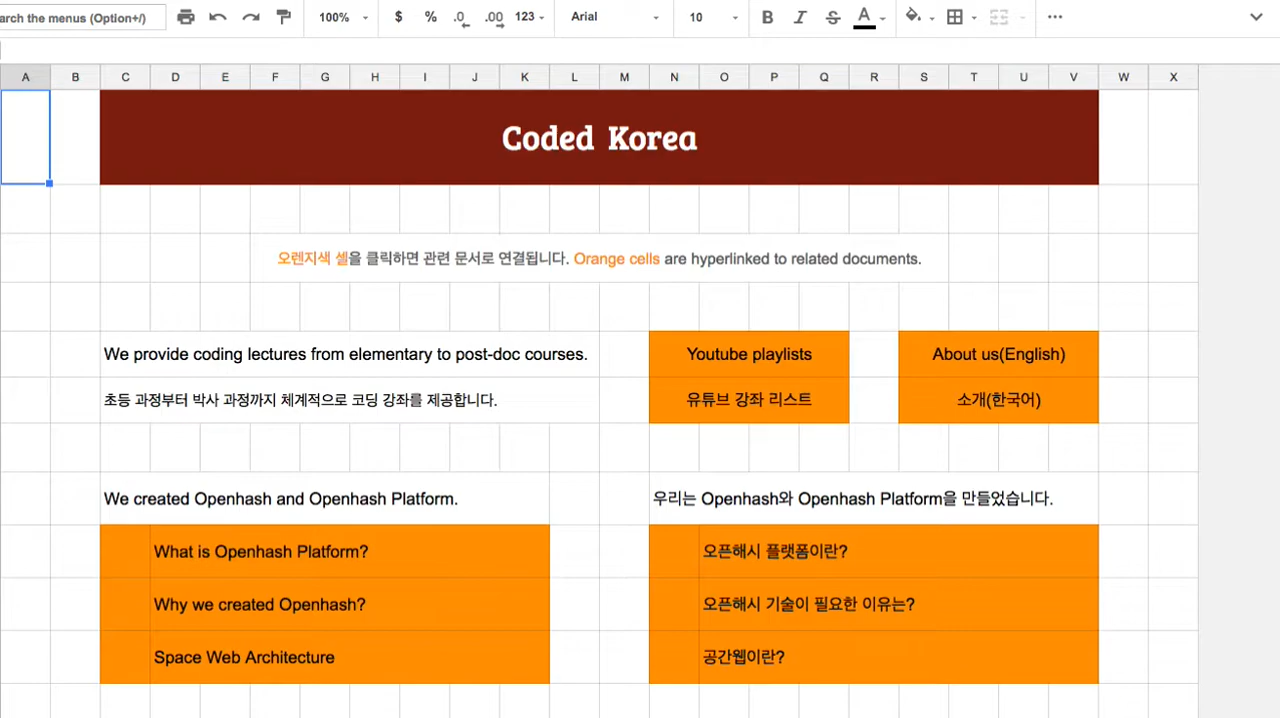 arch the menus (Option+/)
100%
$ % .0 .00 123
Arial
10
B I S A
A B C D E F G H I J K L M N O P Q R S T U V W X
Coded Korea
오렌지색 셀을 클릭하면 관련 문서로 연결됩니다. Orange cells are hyperlinked to related documents.
We provide coding lectures from elementary to post-doc courses.
Youtube playlists
About us(English)
초등 과정부터 박사 과정까지 체계적으로 코딩 강좌를 제공합니다.
유튜브 강좌 리스트
소개(한국어)
We created Openhash and Openhash Platform.
우리는 Openhash와 Openhash Platform을 만들었습니다.
What is Openhash Platform?
오픈해시 플랫폼이란?
Why we created Openhash?
오픈해시 기술이 필요한 이유는?
Space Web Architecture
공간웹이란?